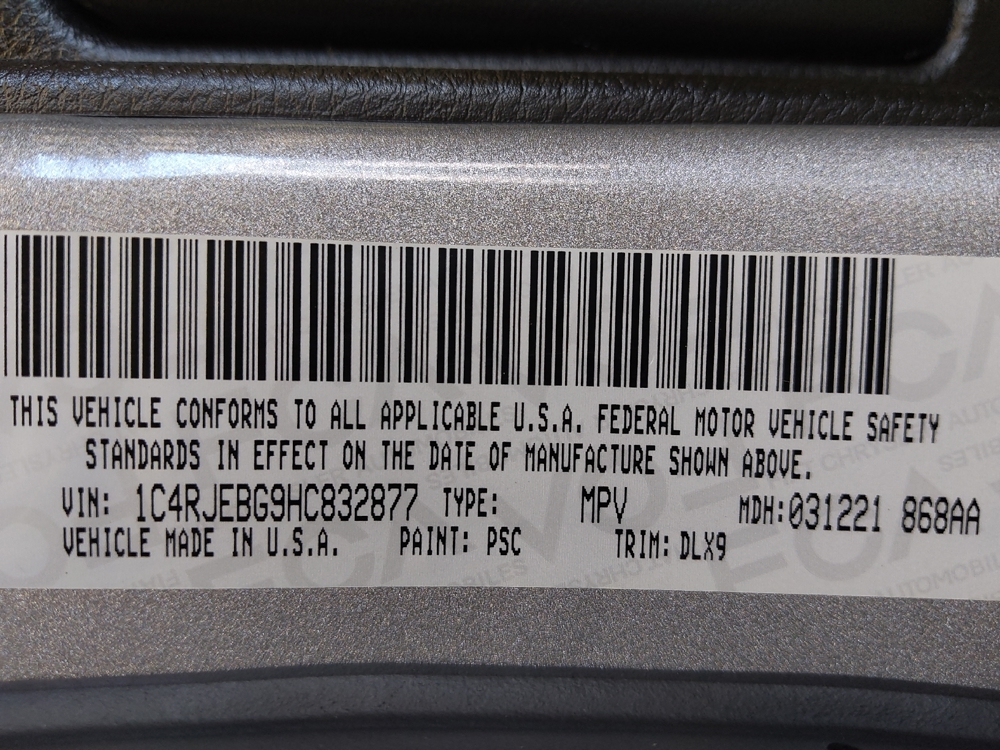 THIS VEHICLE CONFORMS TO ALL APPLICABLE U.S.A. FEDERAL MOTOR VEHICLE SAFETY
STANDARDS IN EFFECT ON THE DATE OF MANUFACTURE SHOWN ABOVE.
VIN: 1C4RJEBG9HC832877 TYPE: MPV MDH:031221 868AA
VEHICLE MADE IN U.S.A. PAINT: PSC TRIM: DLX9